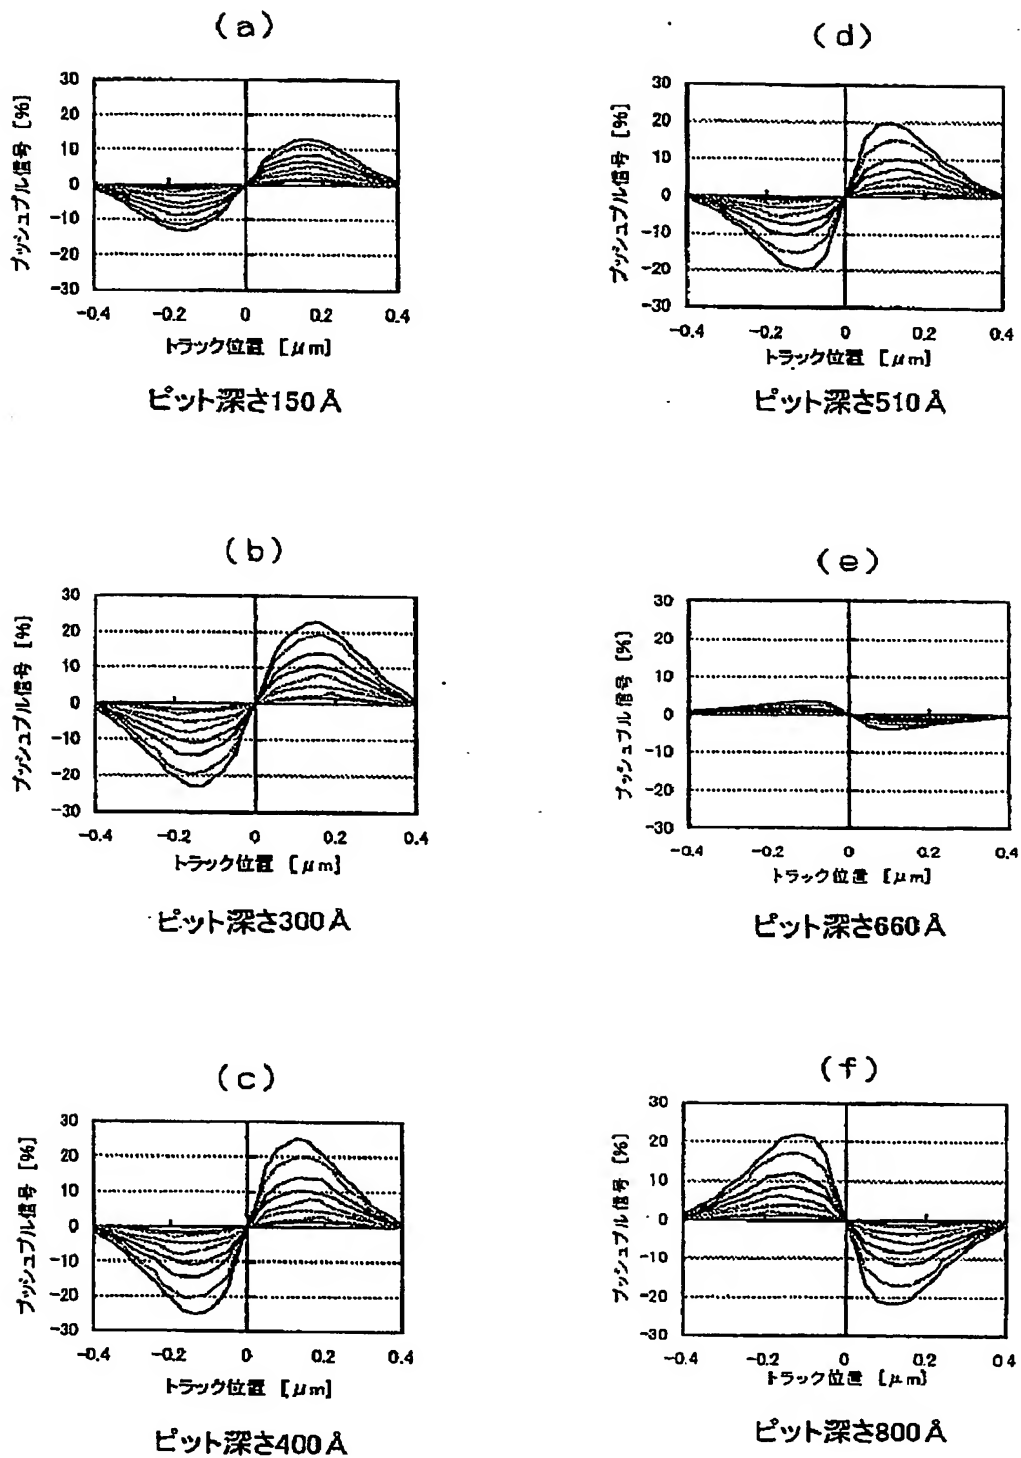 (a)
プッシュプル信号 [%]
30
20
10
0
-10
-20
-30
-0.4 -0.2 0 0.2 0.4
トラック位置 [μm]
ピット深さ150Å
(b)
プッシュプル信号 [%]
30
20
10
0
-10
-20
-30
-0.4 -0.2 0 0.2 0.4
トラック位置 [μm]
ピット深さ300Å
(c)
プッシュプル信号 [%]
30
20
10
0
-10
-20
-30
-0.4 -0.2 0 0.2 0.4
トラック位置 [μm]
ピット深さ400Å
(d)
プッシュプル信号 [%]
30
20
10
0
-10
-20
-30
-0.4 -0.2 0 0.2 0.4
トラック位置 [μm]
ピット深さ510Å
(e)
プッシュプル信号 [%]
30
20
10
0
-10
-20
-30
-0.4 -0.2 0 0.2 0.4
トラック位置 [μm]
ピット深さ660Å
(f)
プッシュプル信号 [%]
30
20
10
0
-10
-20
-30
-0.4 -0.2 0 0.2 0.4
トラック位置 [μm]
ピット深さ800Å